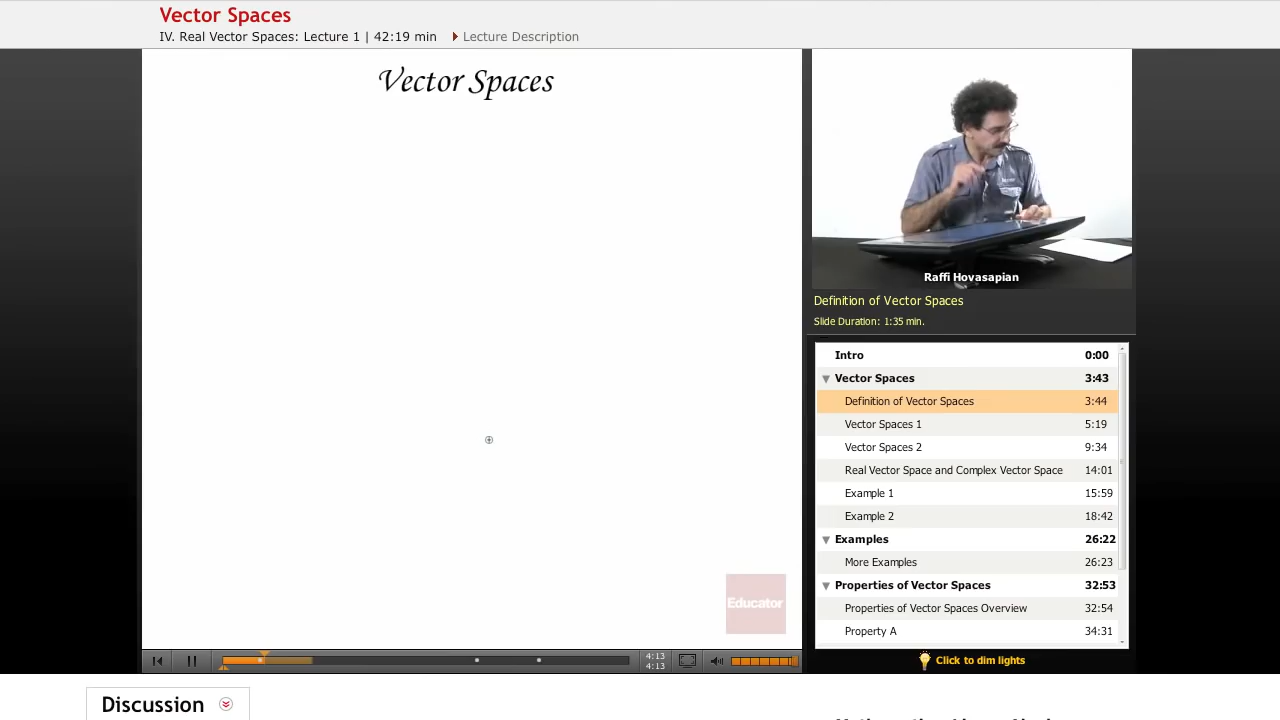 Vector Spaces
IV. Real Vector Spaces: Lecture 1 | 42:19 min
Lecture Description
Vector Spaces
Raffi Hovasapian
Definition of Vector Spaces
Slide Duration: 1:35 min.
Intro 0:00
Vector Spaces 3:43
Definition of Vector Spaces 3:44
Vector Spaces 1 5:19
Vector Spaces 2 9:34
Real Vector Space and Complex Vector Space 14:01
Example 1 15:59
Example 2 18:42
Examples 26:22
More Examples 26:23
Properties of Vector Spaces 32:53
Properties of Vector Spaces Overview 32:54
Property A 34:31
Educator
4:13
4:13
Click to dim lights
Discussion